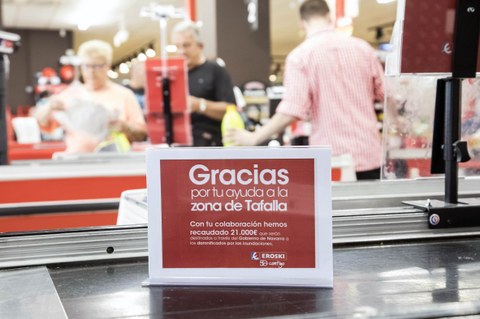 Gracias
por tu ayuda a la
zona de Tafalla
Con tu colaboración hemos
recaudado 21.000€ que serán
destinados a través del Gobierno de Navarra a
los damnificados por las inundaciones.
EROSKI
contigo